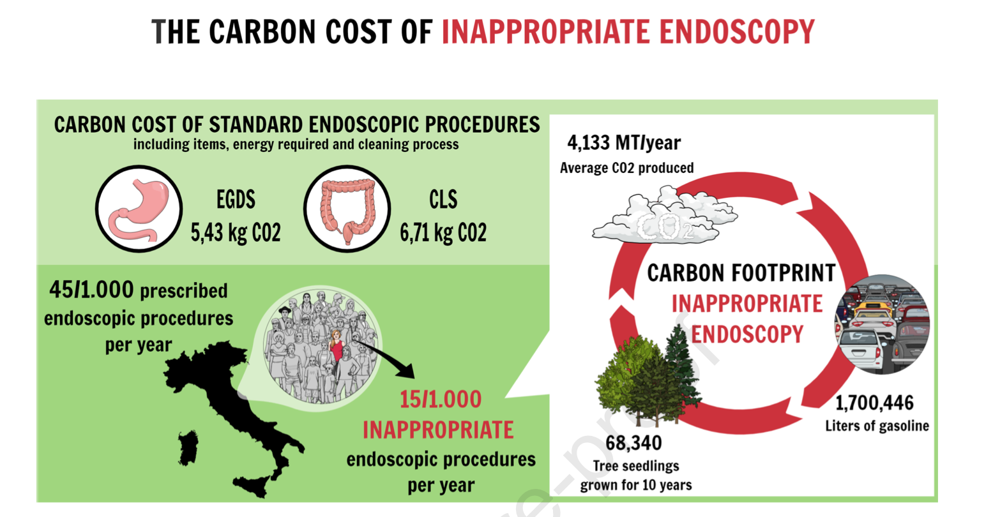 THE CARBON COST OF INAPPROPRIATE ENDOSCOPY
CARBON COST OF STANDARD ENDOSCOPIC PROCEDURES
including items, energy required and cleaning process
EGDS
5,43 kg CO2
CLS
6,71 kg CO2
45/1.000 prescribed
endoscopic procedures
per year
15/1.000
INAPPROPRIATE
endoscopic procedures
per year
4,133 MT/year
Average CO2 produced
CO2
CARBON FOOTPRINT
INAPPROPRIATE
ENDOSCOPY
1,700,446
Liters of gasoline
68,340
Tree seedlings
grown for 10 years
re-proof